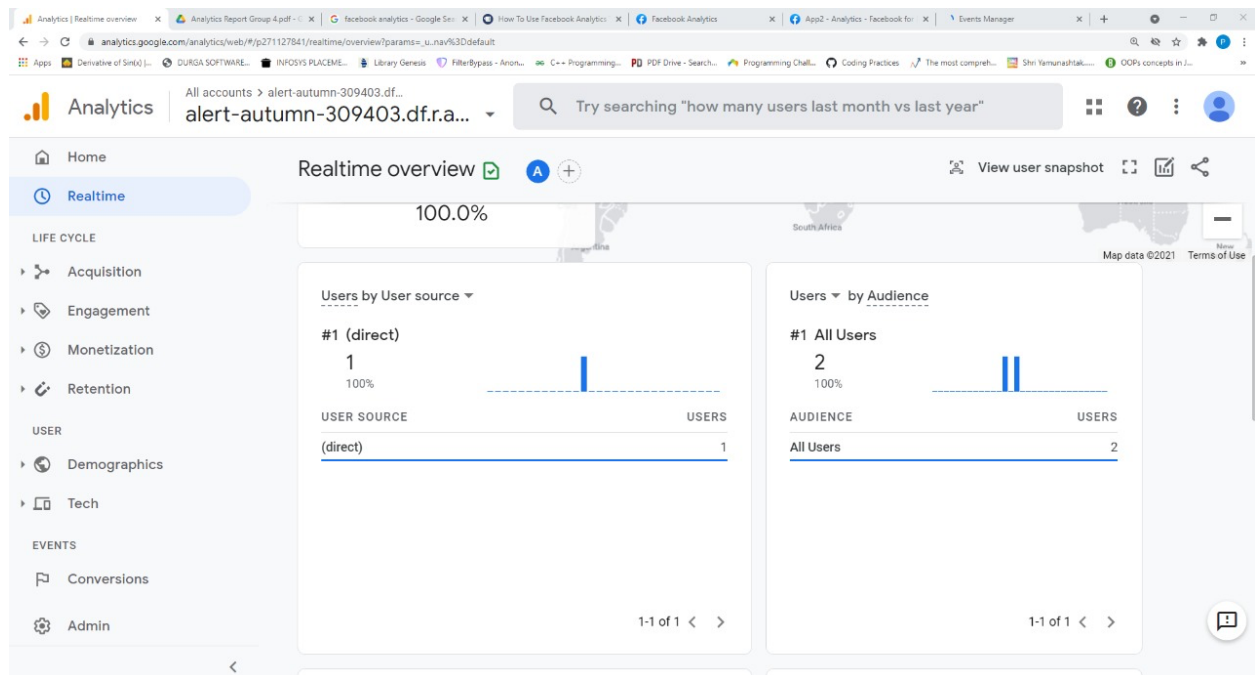 Analytics | Realtime overview
Analytics Report Group 4.pdf - G
facebook analytics - Google Sea
How To Use Facebook Analytics
Facebook Analytics
App2 - Analytics - Facebook for
Events Manager
analytics.google.com/analytics/web/#/p271127841/realtime/overview?params=_u..nav%3Ddefault
P
Apps
Derivative of Sin(x) |...
DURGA SOFTWARE...
INFOSYS PLACEME...
Library Genesis
FilterBypass - Anon...
C++ Programming...
PDF Drive - Search...
Programming Chall...
Coding Practices
The most compreh...
Shri Yamunashtak......
OOPs concepts in J...
Analytics
All accounts > alert-autumn-309403.df...
alert-autumn-309403.df.r.a...
Try searching "how many users last month vs last year"
Home
Realtime
LIFE CYCLE
Acquisition
Engagement
Monetization
Retention
USER
Demographics
Tech
EVENTS
Conversions
Admin
Realtime overview
A
View user snapshot
100.0%
South Africa
New
Map data ©2021
Terms of Use
Users by User source
#1 (direct)
1
100%
USER SOURCE USERS
(direct) 1
1-1 of 1
Users by Audience
#1 All Users
2
100%
AUDIENCE USERS
All Users 2
1-1 of 1